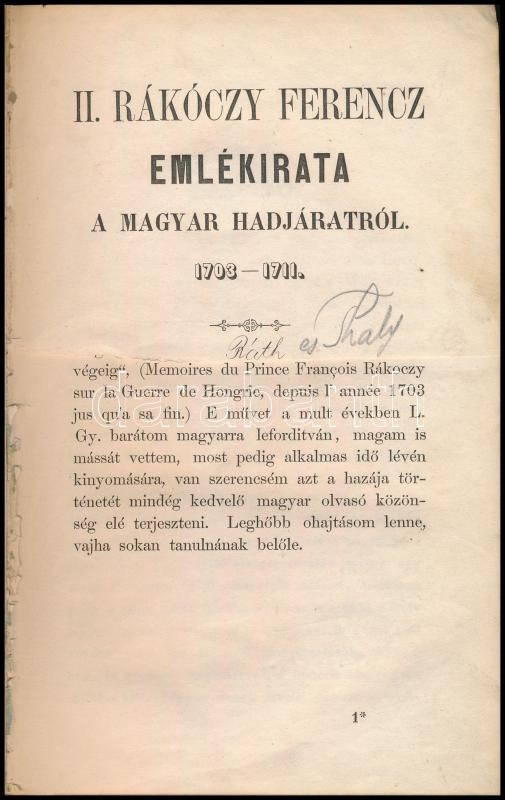 II. RÁKÓCZY FERENCZ
EMLÉKIRATA
A MAGYAR HADJÁRATRÓL.
1703—1711.
Ráth és Thaly
végeig“, (Memoires du Prince François Rákoczy
sur la Guerre de Hongrie, depuis l' année 1703
jus qu'a sa fin.) E művet a mult években L.
Gy. barátom magyarra leforditván, magam is
mássát vettem, most pedig alkalmas idő lévén
kinyomására, van szerencsém azt a hazája tör-
ténetét mindég kedvelő magyar olvasó közön-
ség elé terjeszteni. Leghőbb ohajtásom lenne,
vajha sokan tanulnának belőle.
1*
darabanth